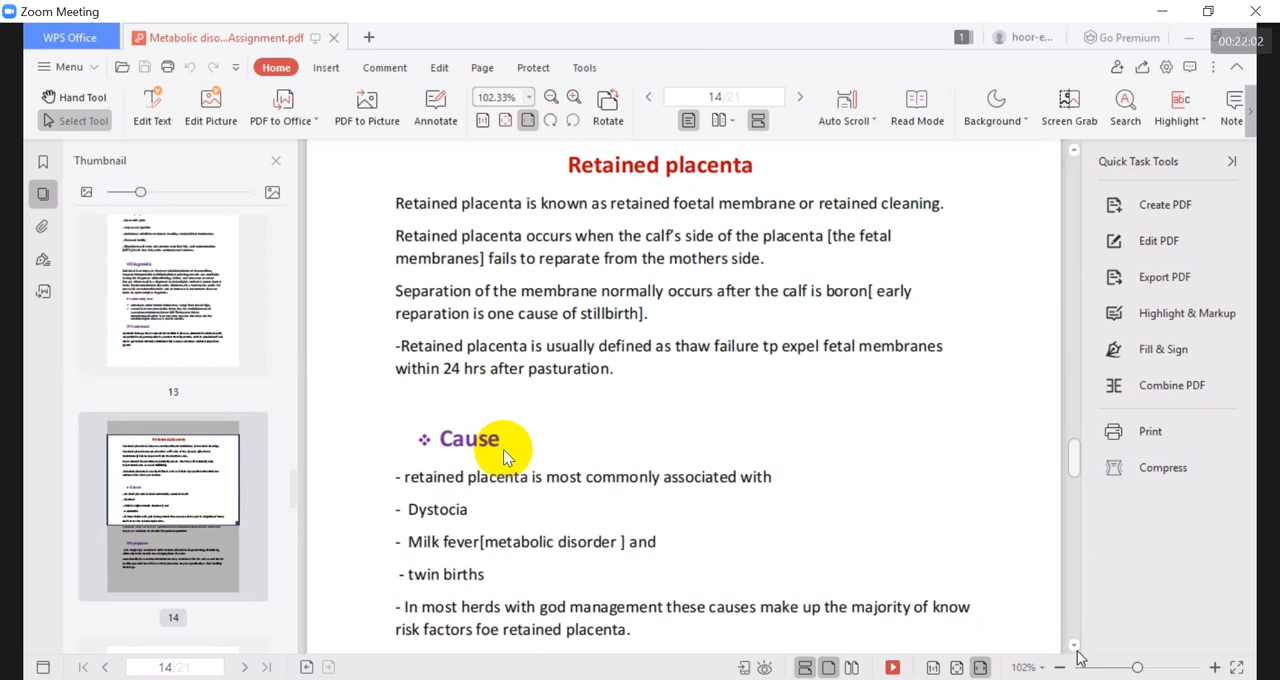 Zoom Meeting
WPS Office
Metabolic diso...Assignment.pdf
1
hoor-e...
Go Premium
00:22:02
Menu
Home
Insert
Comment
Edit
Page
Protect
Tools
Hand Tool
Select Tool
Edit Text
Edit Picture
PDF to Office
PDF to Picture
Annotate
102.33%
Rotate
14/21
Auto Scroll
Read Mode
Background
Screen Grab
Search
Highlight
Note
Thumbnail
13
14
Retained placenta
Retained placenta is known as retained foetal membrane or retained cleaning.
Retained placenta occurs when the calf's side of the placenta [the fetal
membranes] fails to reparate from the mothers side.
Separation of the membrne normally occurs after the calf is boron[ early
reparation is one cause of stillbirth].
-Retained placenta is usually defined as thaw failure tp expel fetal membranes
within 24 hrs after pasturation.
❖ Cause
- retained placenta is most commonly associated with
- Dystocia
- Milk fever[metabolic disorder ] and
- twin births
- In most herds with god management these causes make up the majority of know
risk factors foe retained placenta.
Quick Task Tools
Create PDF
Edit PDF
Export PDF
Highlight & Markup
Fill & Sign
Combine PDF
Print
Compress
14/21
102%